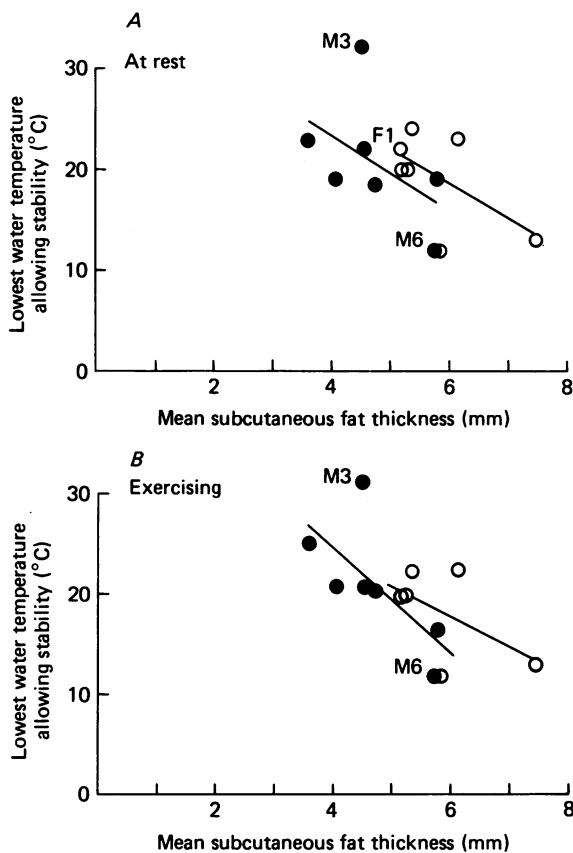 A
At rest
M3
F1
M6
30
20
10
0
2
4
6
8
Lowest water temperature
allowing stability (°C)
Mean subcutaneous fat thickness (mm)
B
Exercising
M3
M6
30
20
10
0
2
4
6
8
Lowest water temperature
allowing stability (°C)
Mean subcutaneous fat thickness (mm)